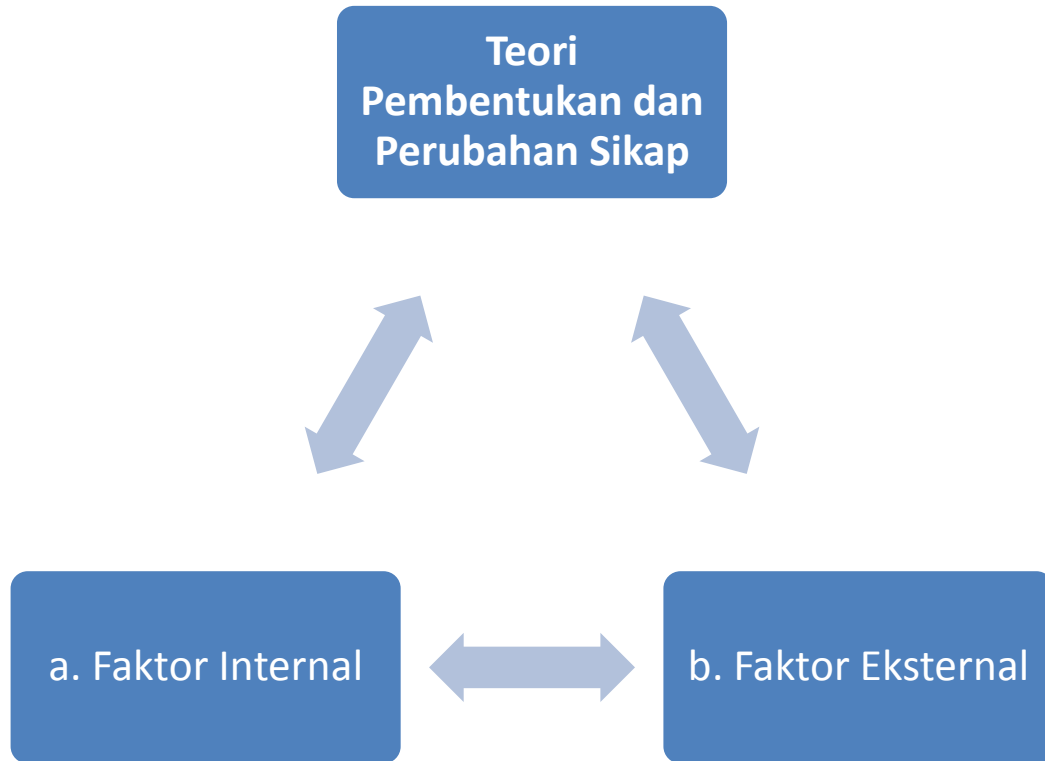 Teori
Pembentukan dan
Perubahan Sikap
a. Faktor Internal
b. Faktor Eksternal